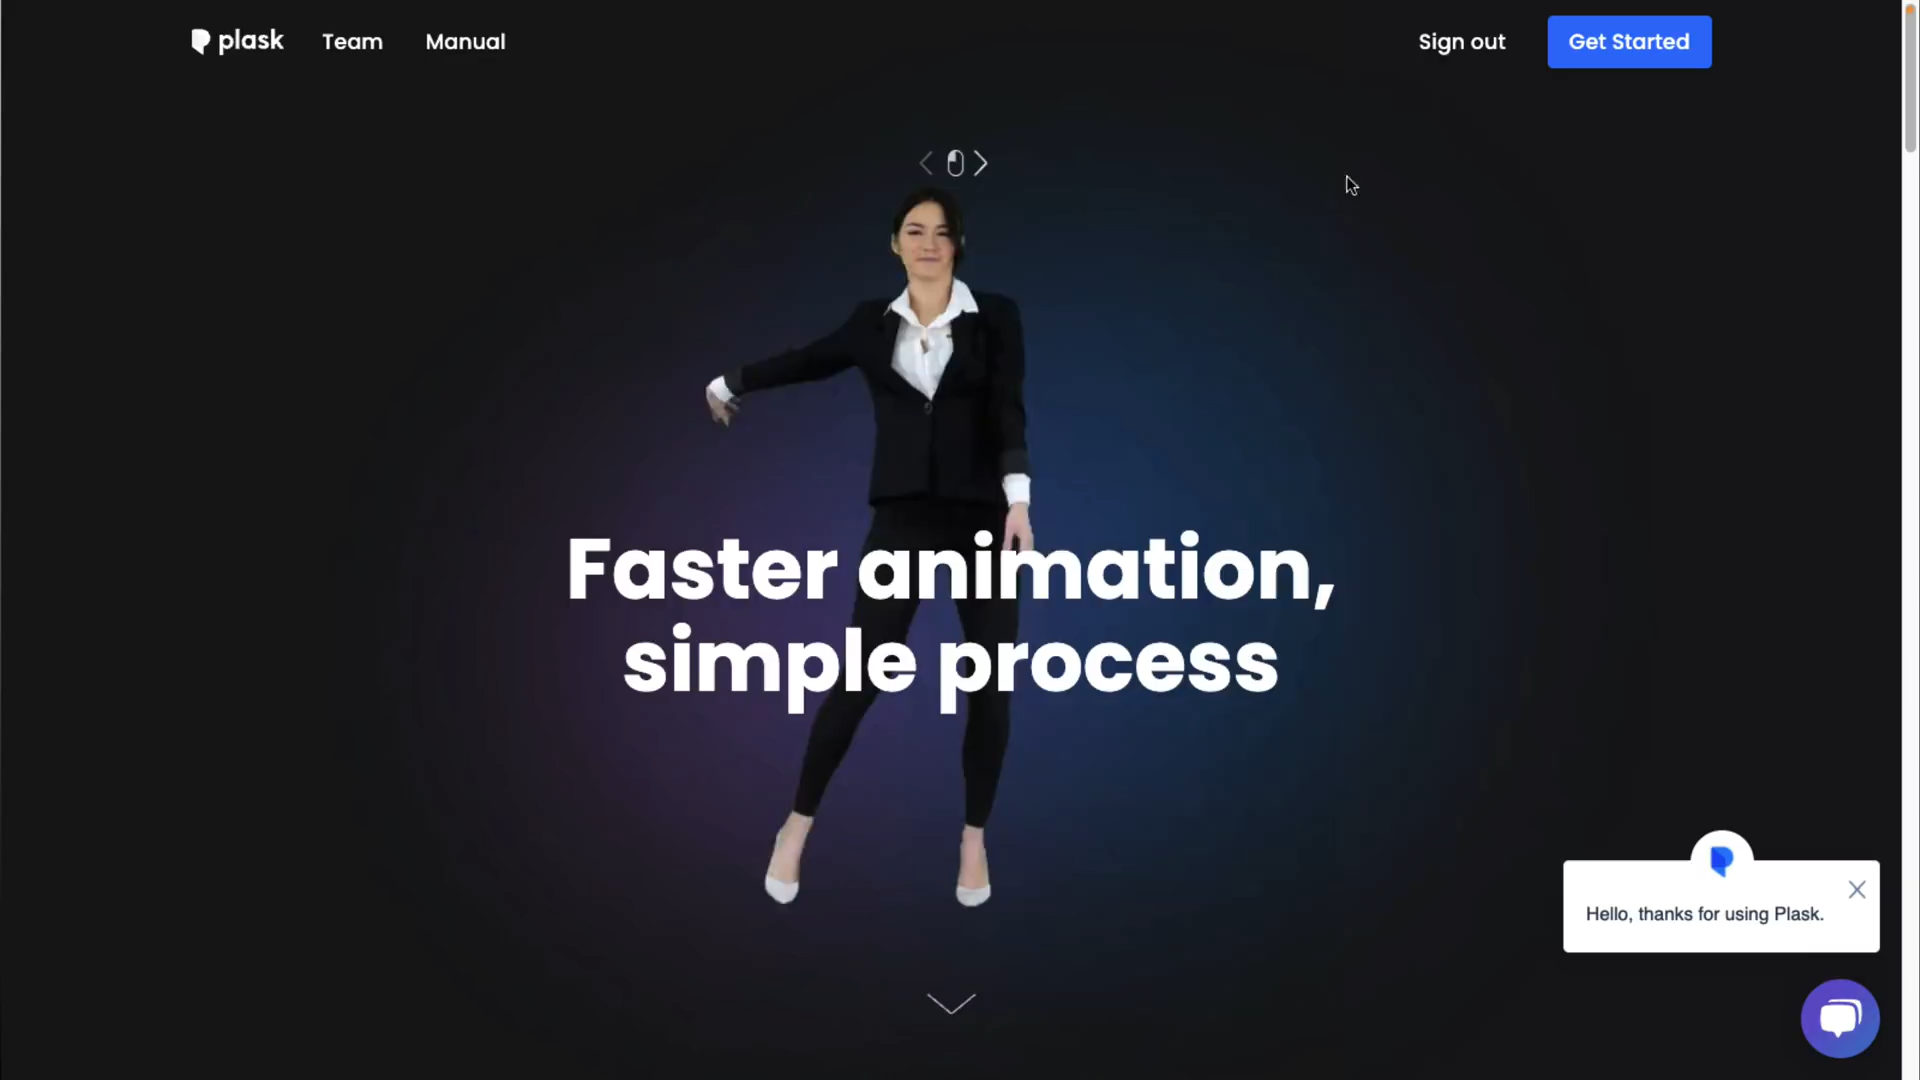 plask
Team
Manual
Sign out
Get Started
Faster animation,
simple process
Hello, thanks for using Plask.